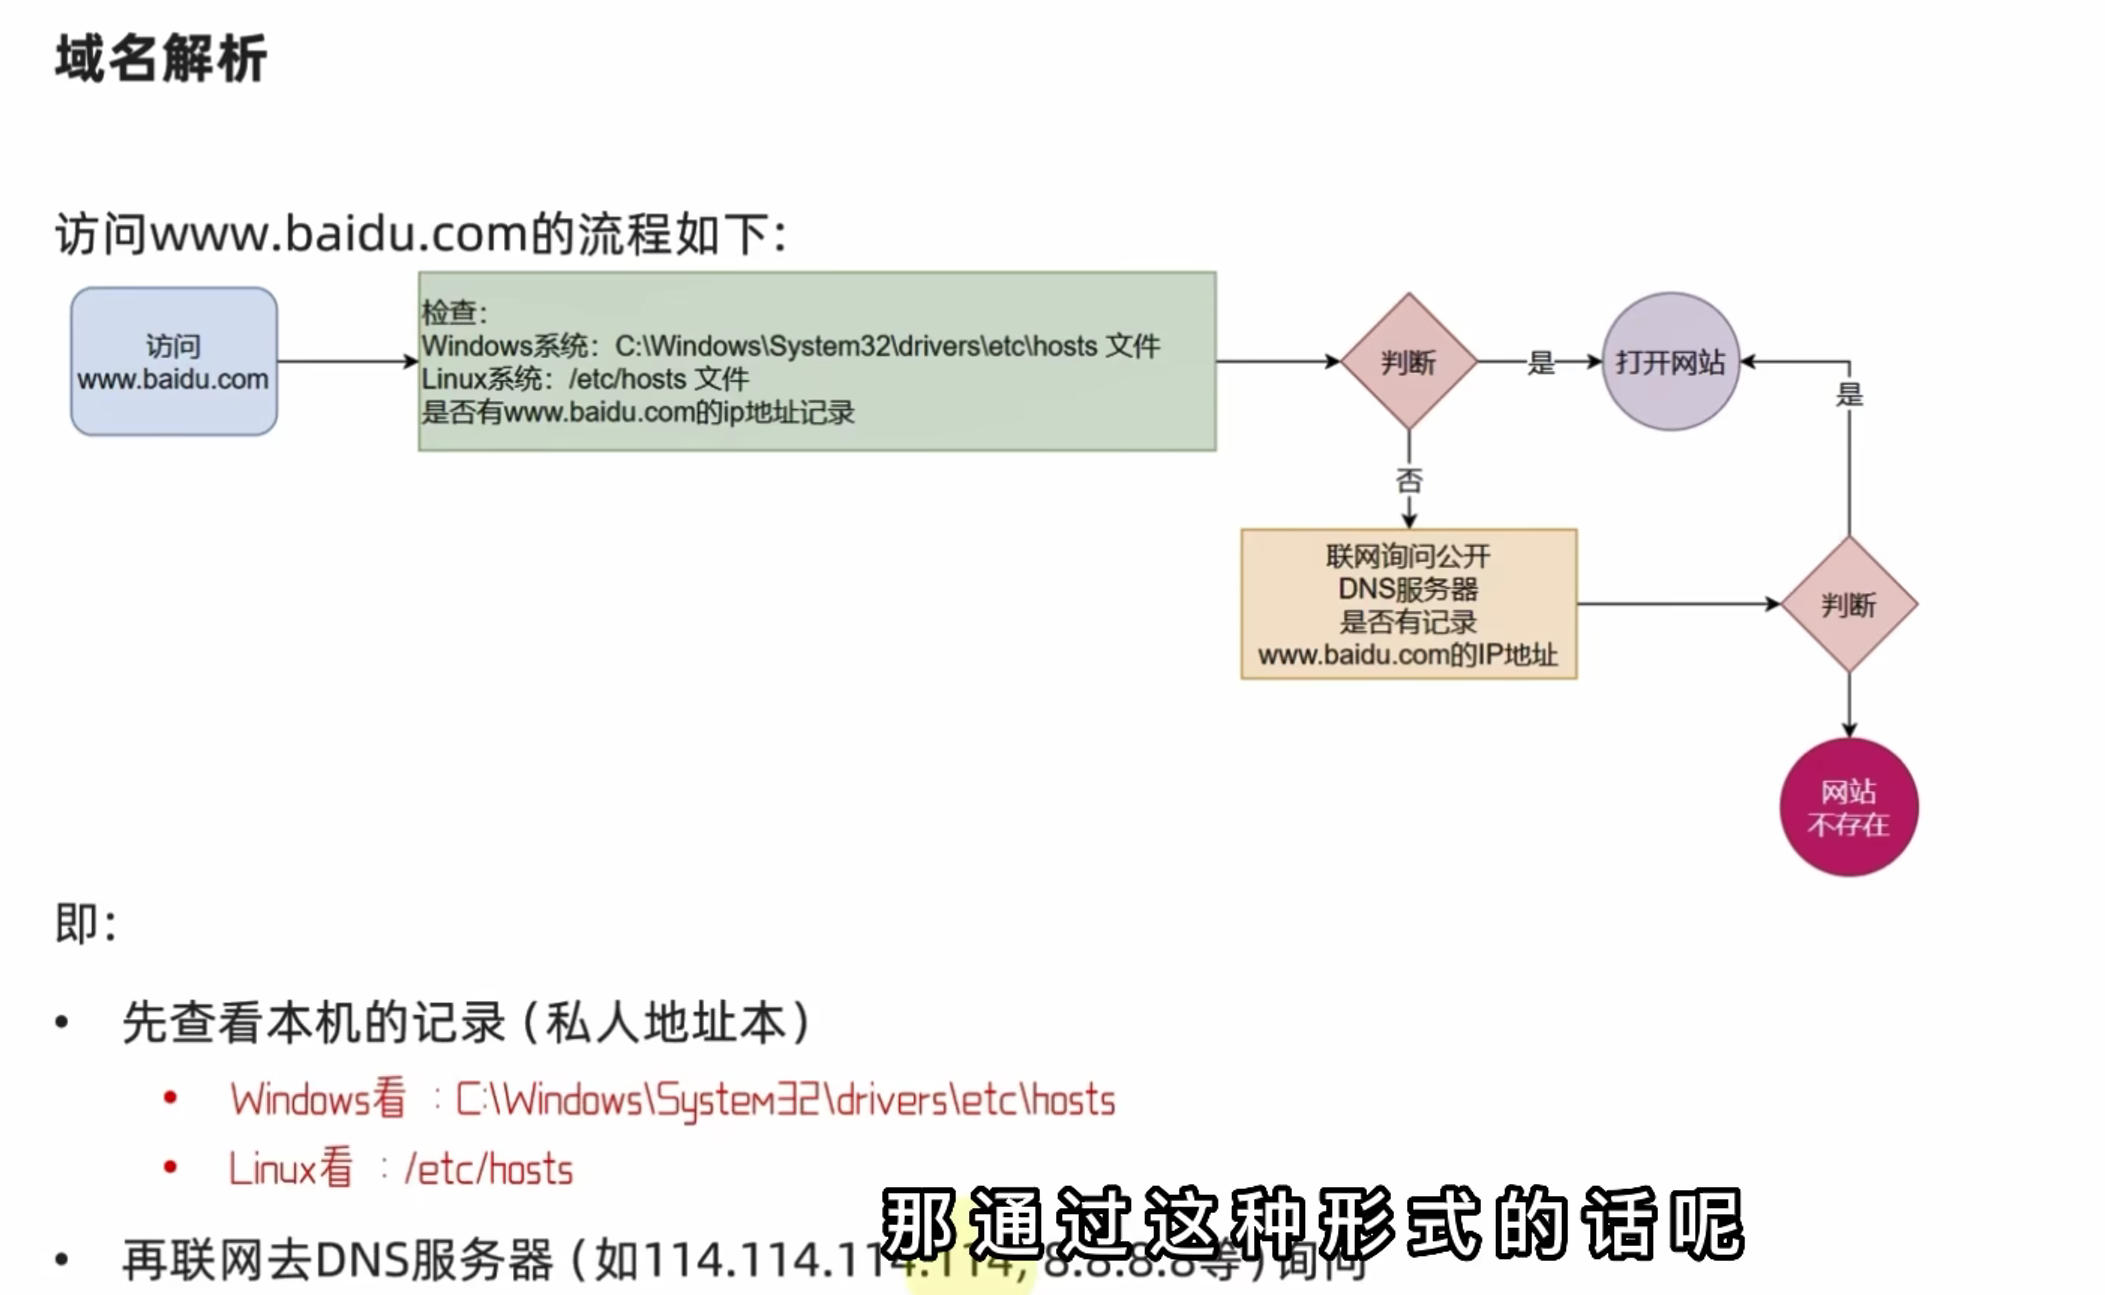 域名解析
访问www.baidu.com的流程如下：
访问
www.baidu.com
检查：
Windows系统：C:\Windows\System32\drivers\etc\hosts 文件
Linux系统：/etc/hosts 文件
是否有www.baidu.com的ip地址记录
判断
是
打开网站
是
否
联网询问公开
DNS服务器
是否有记录
www.baidu.com的IP地址
判断
网站
不存在
即：
• 先查看本机的记录（私人地址本）
• Windows看：C:\Windows\System32\drivers\etc\hosts
• Linux看：/etc/hosts
• 再联网去DNS服务器（如114.114.114.114，8.8.8.8等）询问
那通过这种形式的话呢